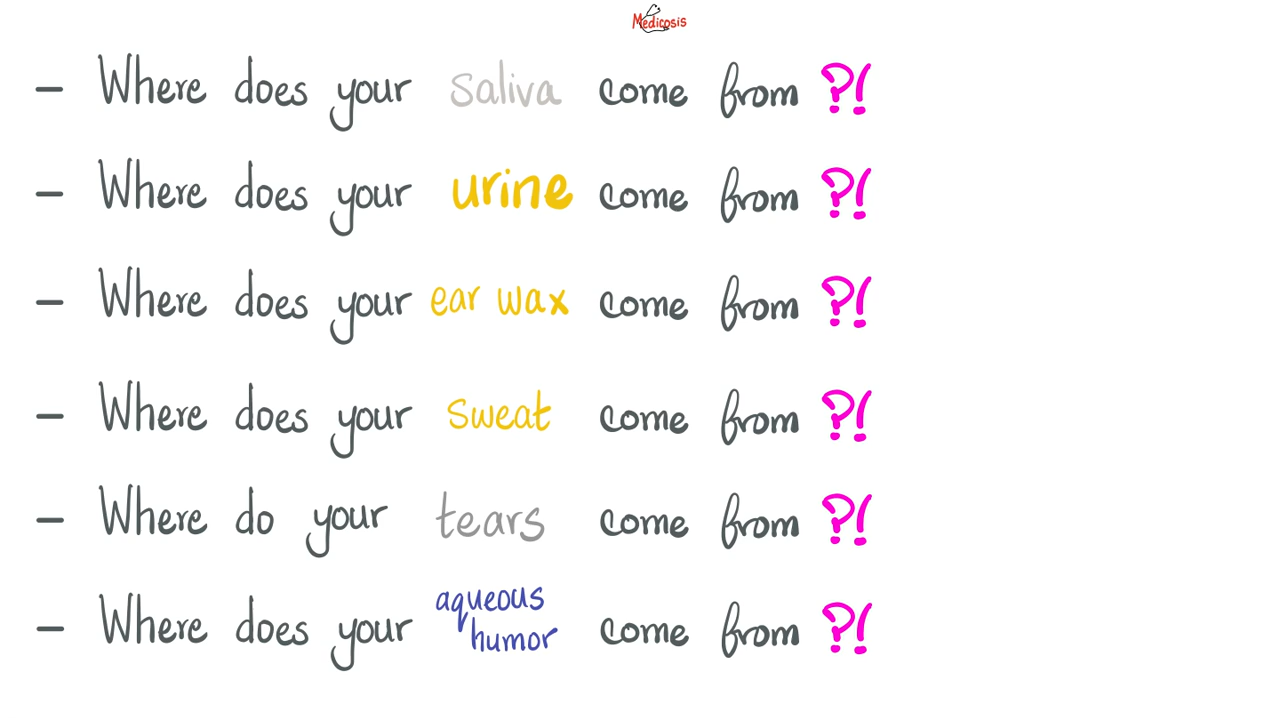 Medicosis
- Where does your saliva come from ?!
- Where does your urine come from ?!
- Where does your ear wax come from ?!
- Where does your sweat come from ?!
- Where do your tears come from ?!
- Where does your aqueous humor come from ?!